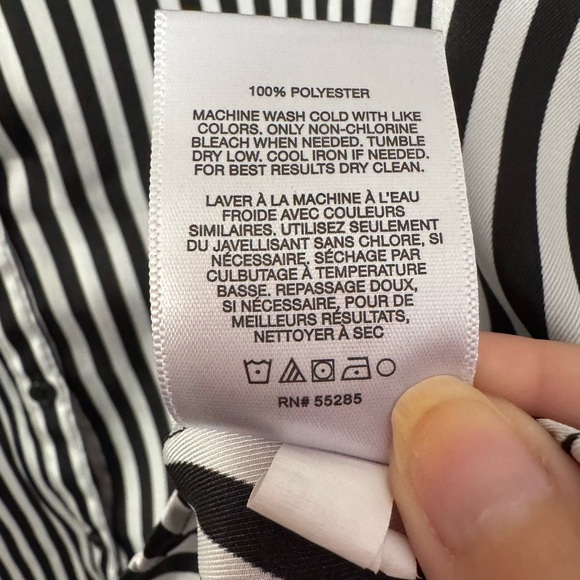 100% POLYESTER
MACHINE WASH COLD WITH LIKE
COLORS. ONLY NON-CHLORINE
BLEACH WHEN NEEDED. TUMBLE
DRY LOW. COOL IRON IF NEEDED.
FOR BEST RESULTS DRY CLEAN.
LAVER À LA MACHINE À L'EAU
FROIDE AVEC COULEURS
SIMILAIRES. UTILISEZ SEULEMENT
DU JAVELLISANT SANS CHLORE, SI
NÉCESSAIRE, SÉCHAGE PAR
CULBUTAGE À TEMPÉRATURE
BASSE. REPASSAGE DOUX,
SI NÉCESSAIRE, POUR DE
MEILLEURS RÉSULTATS,
NETTOYER À SEC
RN# 55285